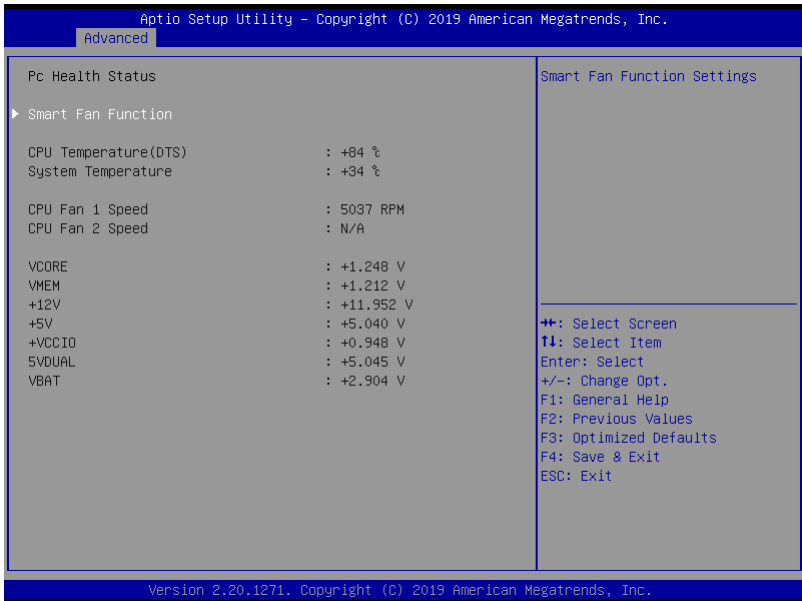 Aptio Setup Utility – Copyright (C) 2019 American Megatrends, Inc.
Advanced
Pc Health Status
Smart Fan Function
CPU Temperature(DTS) : +84 ℃
System Temperature : +34 ℃
CPU Fan 1 Speed : 5037 RPM
CPU Fan 2 Speed : N/A
VCORE : +1.248 V
VMEM : +1.212 V
+12V : +11.952 V
+5V : +5.040 V
+VCCIO : +0.948 V
5VDUAL : +5.045 V
VBAT : +2.904 V
Smart Fan Function Settings
→←: Select Screen
↑↓: Select Item
Enter: Select
+/-: Change Opt.
F1: General Help
F2: Previous Values
F3: Optimized Defaults
F4: Save & Exit
ESC: Exit
Version 2.20.1271. Copyright (C) 2019 American Megatrends, Inc.